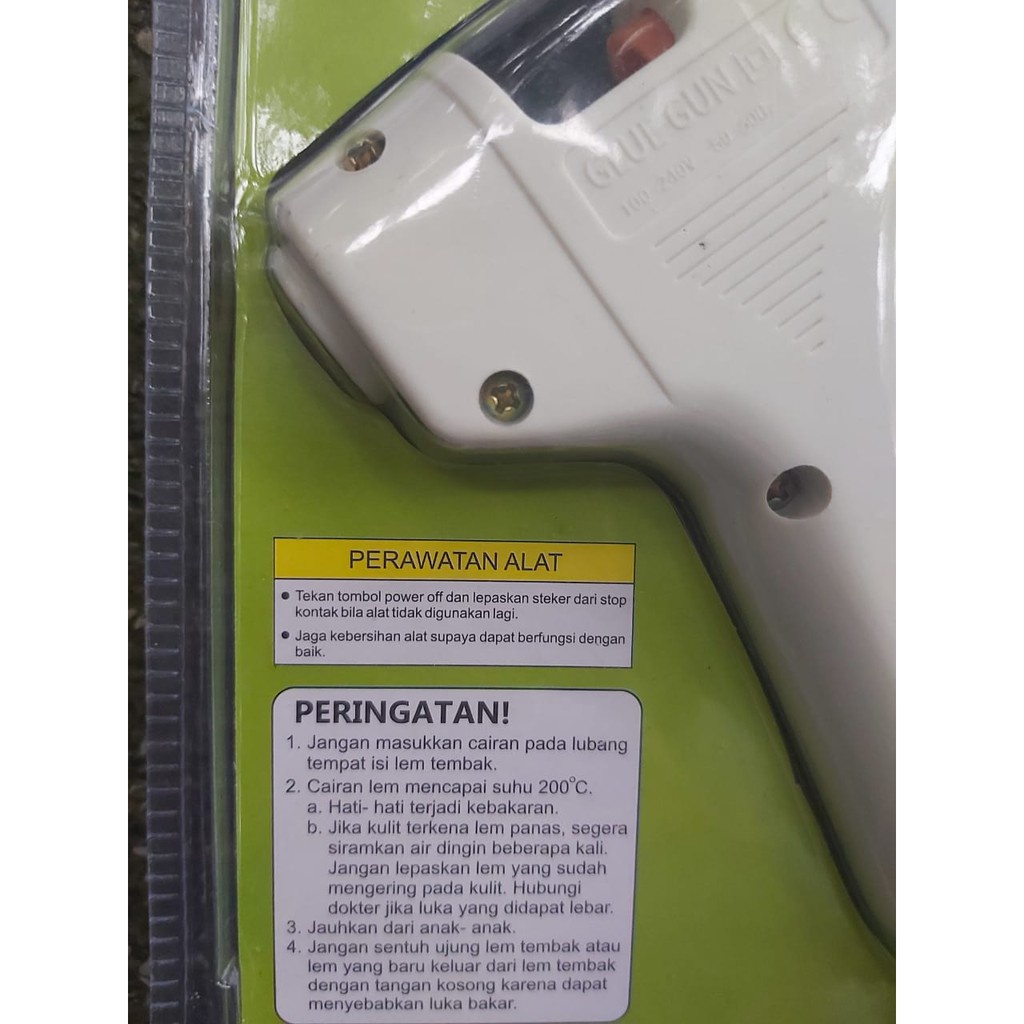 GLUE GUN
100-240V
PERAWATAN ALAT
• Tekan tombol power off dan lepaskan steker dari stop
kontak bila alat tidak digunakan lagi.
• Jaga kebersihan alat supaya dapat berfungsi dengan
baik.
PERINGATAN!
1. Jangan masukkan cairan pada lubang
tempat isi lem tembak.
2. Cairan lem mencapai suhu 200°C.
a. Hati- hati terjadi kebakaran.
b. Jika kulit terkena lem panas, segera
siramkan air dingin beberapa kali.
Jangan lepaskan lem yang sudah
mengering pada kulit. Hubungi
dokter jika luka yang didapat lebar.
3. Jauhkan dari anak- anak.
4. Jangan sentuh ujung lem tembak atau
lem yang baru keluar dari lem tembak
dengan tangan kosong karena dapat
menyebabkan luka bakar.